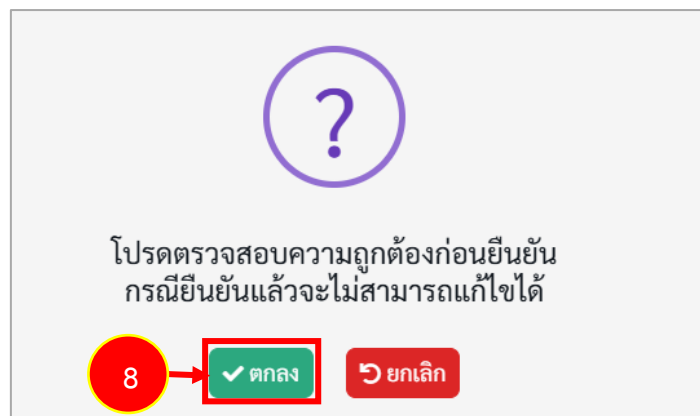 ?
โปรดตรวจสอบความถูกต้องก่อนยืนยัน
กรณียืนยันแล้วจะไม่สามารถแก้ไขได้
8 ตกลง ยกเลิก